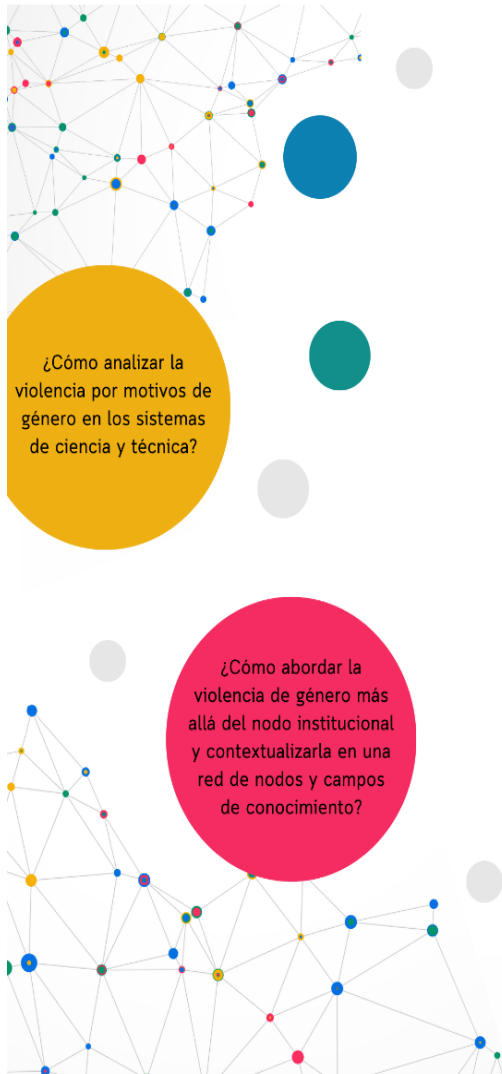 ¿Cómo analizar la
violencia por motivos de
género en los sistemas
de ciencia y técnica?
¿Cómo abordar la
violencia de género más
allá del nodo institucional
y contextualizarla en una
red de nodos y campos
de conocimiento?